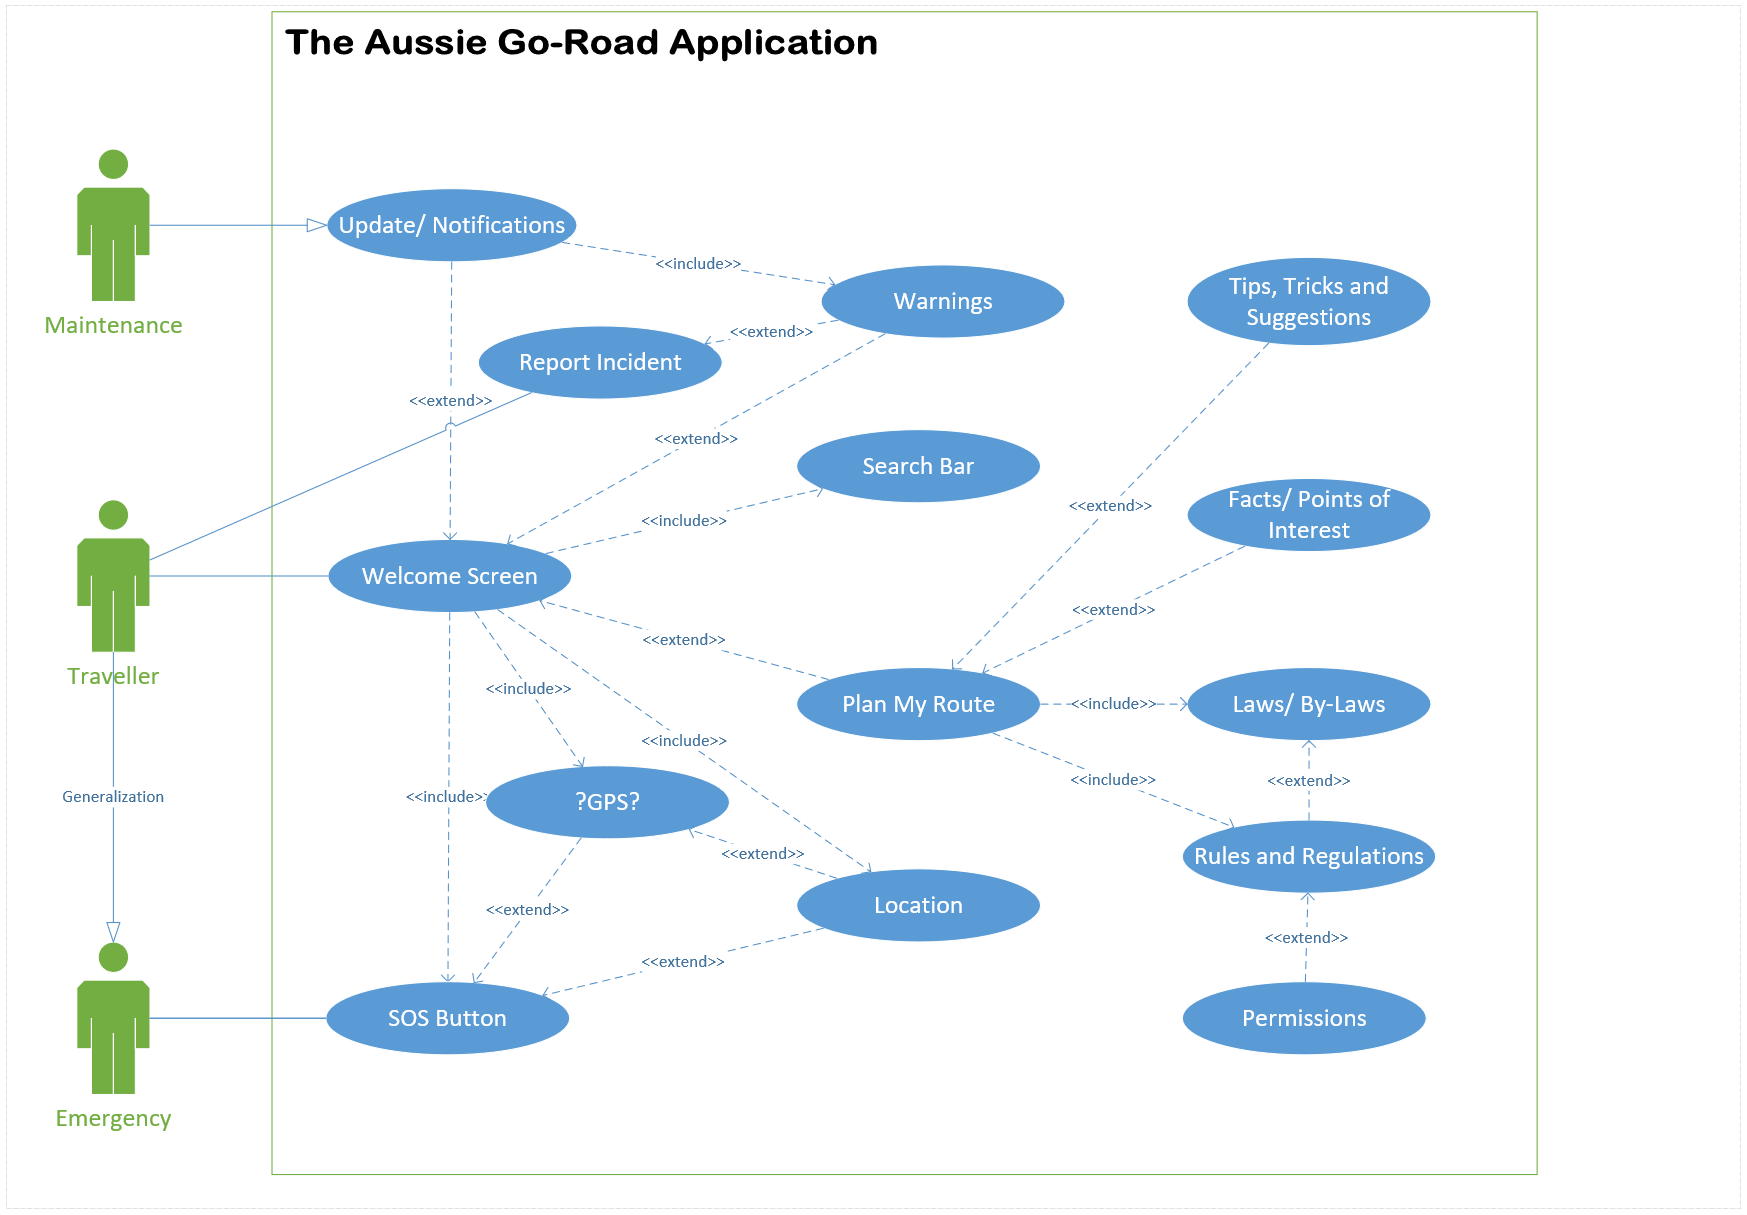 The Aussie Go-Road Application
Update/ Notifications
<<include>>
Warnings
Tips, Tricks and
Suggestions
Maintenance
<<extend>>
Report Incident
<<extend>>
<<extend>>
Search Bar
<<include>>
<<extend>>
Facts/ Points of
Interest
Welcome Screen
<<extend>>
<<extend>>
Traveller
<<include>>
Plan My Route
<<include>>
Laws/ By-Laws
<<include>>
<<include>>
<<extend>>
Generalization
<<include>>
?GPS?
<<extend>>
Rules and Regulations
<<extend>>
Location
<<extend>>
<<extend>>
SOS Button
Permissions
Emergency